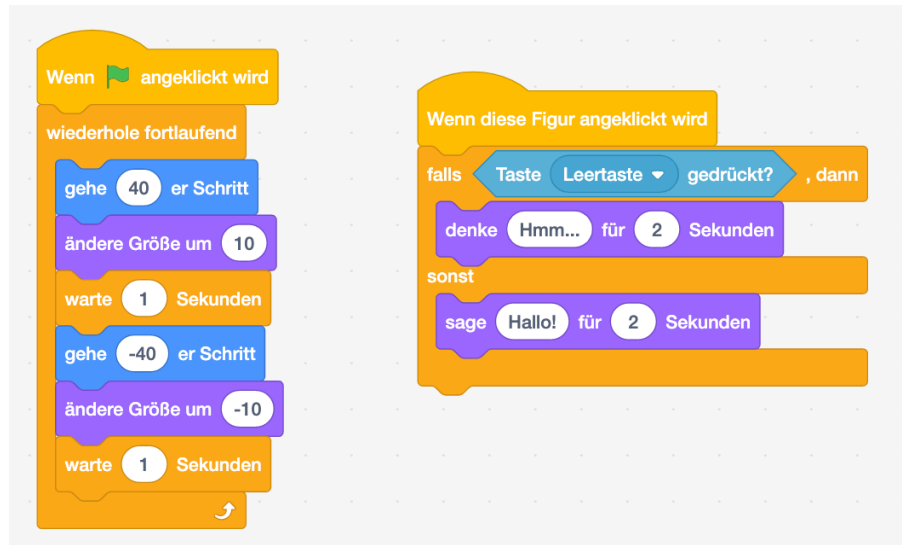 Wenn angeklickt wird
wiederhole fortlaufend
gehe 40 er Schritt
ändere Größe um 10
warte 1 Sekunden
gehe -40 er Schritt
ändere Größe um -10
warte 1 Sekunden
Wenn diese Figur angeklickt wird
falls Taste Leertaste gedrückt? , dann
denke Hmm... für 2 Sekunden
sonst
sage Hallo! für 2 Sekunden